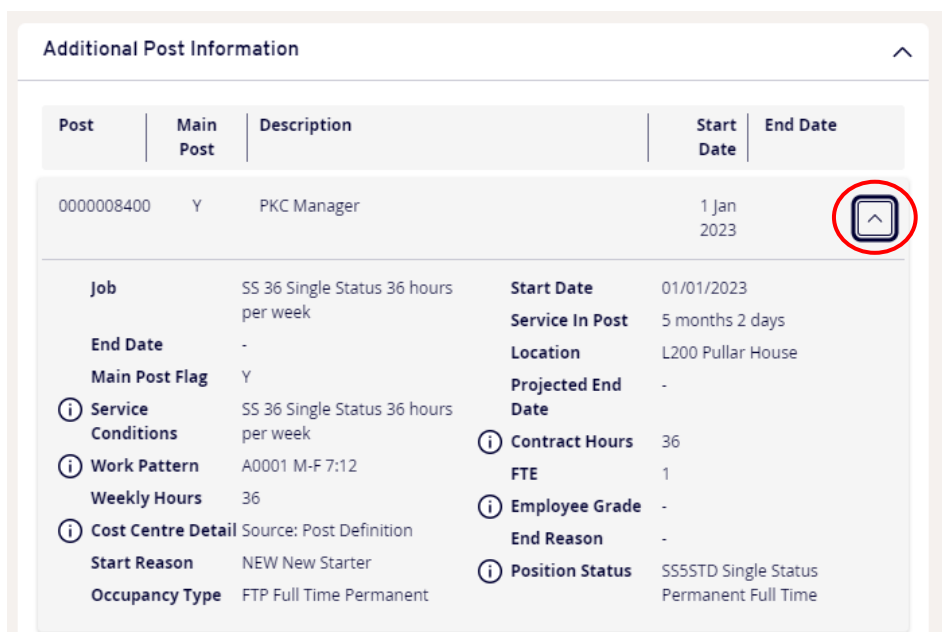 Additional Post Information
Post
Main
Post
Description
Start
Date
End Date
0000008400
Y
PKC Manager
1 Jan
2023
Job
SS 36 Single Status 36 hours
per week
End Date
-
Main Post Flag
Y
Service
Conditions
SS 36 Single Status 36 hours
per week
Work Pattern
A0001 M-F 7:12
Weekly Hours
36
Cost Centre Detail
Source: Post Definition
Start Reason
NEW New Starter
Occupancy Type
FTP Full Time Permanent
Start Date
01/01/2023
Service In Post
5 months 2 days
Location
L200 Pullar House
Projected End
Date
-
Contract Hours
36
FTE
1
Employee Grade
-
End Reason
-
Position Status
SS5STD Single Status
Permanent Full Time